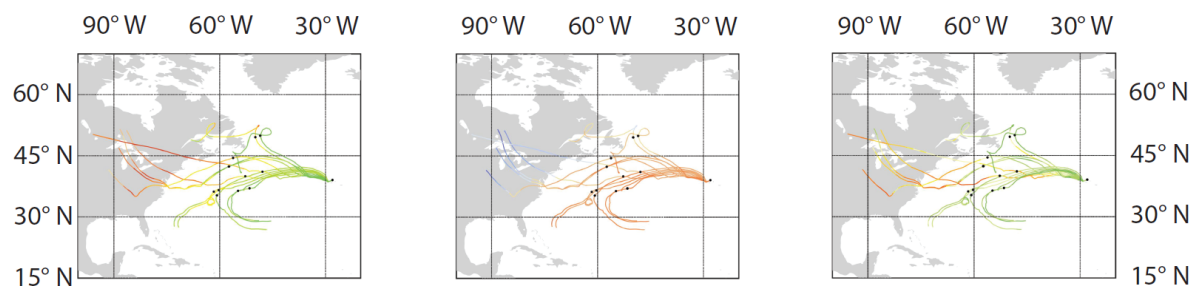 90° W 60° W 30° W 90° W 60° W 30° W 90° W 60° W 30° W
60° N 60° N
45° N 45° N
30° N 30° N
15° N 15° N